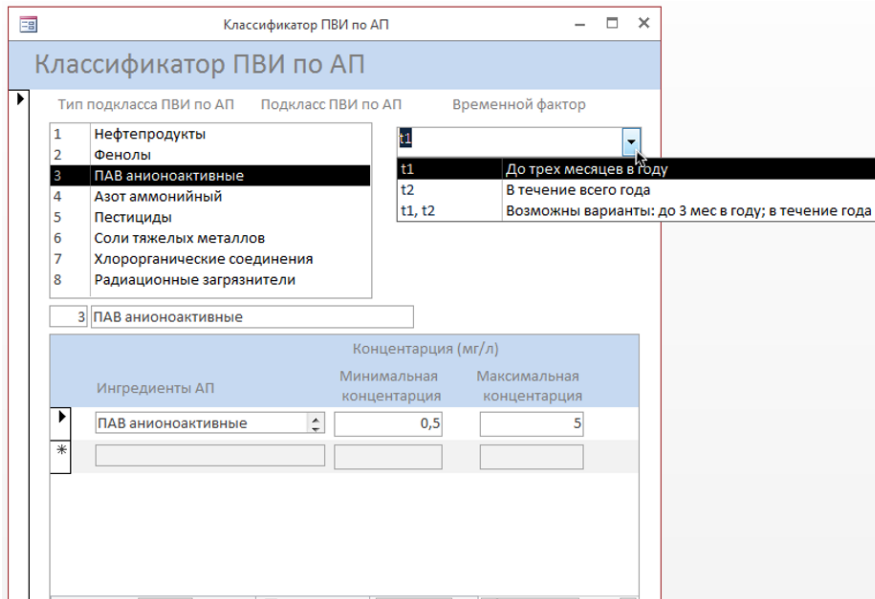 Классификатор ПВИ по АП
Классификатор ПВИ по АП
Тип подкласса ПВИ по АП Подкласс ПВИ по АП Временной фактор
1 Нефтепродукты
2 Фенолы
3 ПАВ анионоактивные
4 Азот аммонийный
5 Пестициды
6 Соли тяжелых металлов
7 Хлорорганические соединения
8 Радиационные загрязнители
t1
t1 До трех месяцев в году
t2 В течение всего года
t1, t2 Возможны варианты: до 3 мес в году; в течение года
3 ПАВ анионоактивные
Концентарция (мг/л)
Ингредиенты АП
Минимальная
концентарция
Максимальная
концентарция
ПАВ анионоактивные 0,5 5